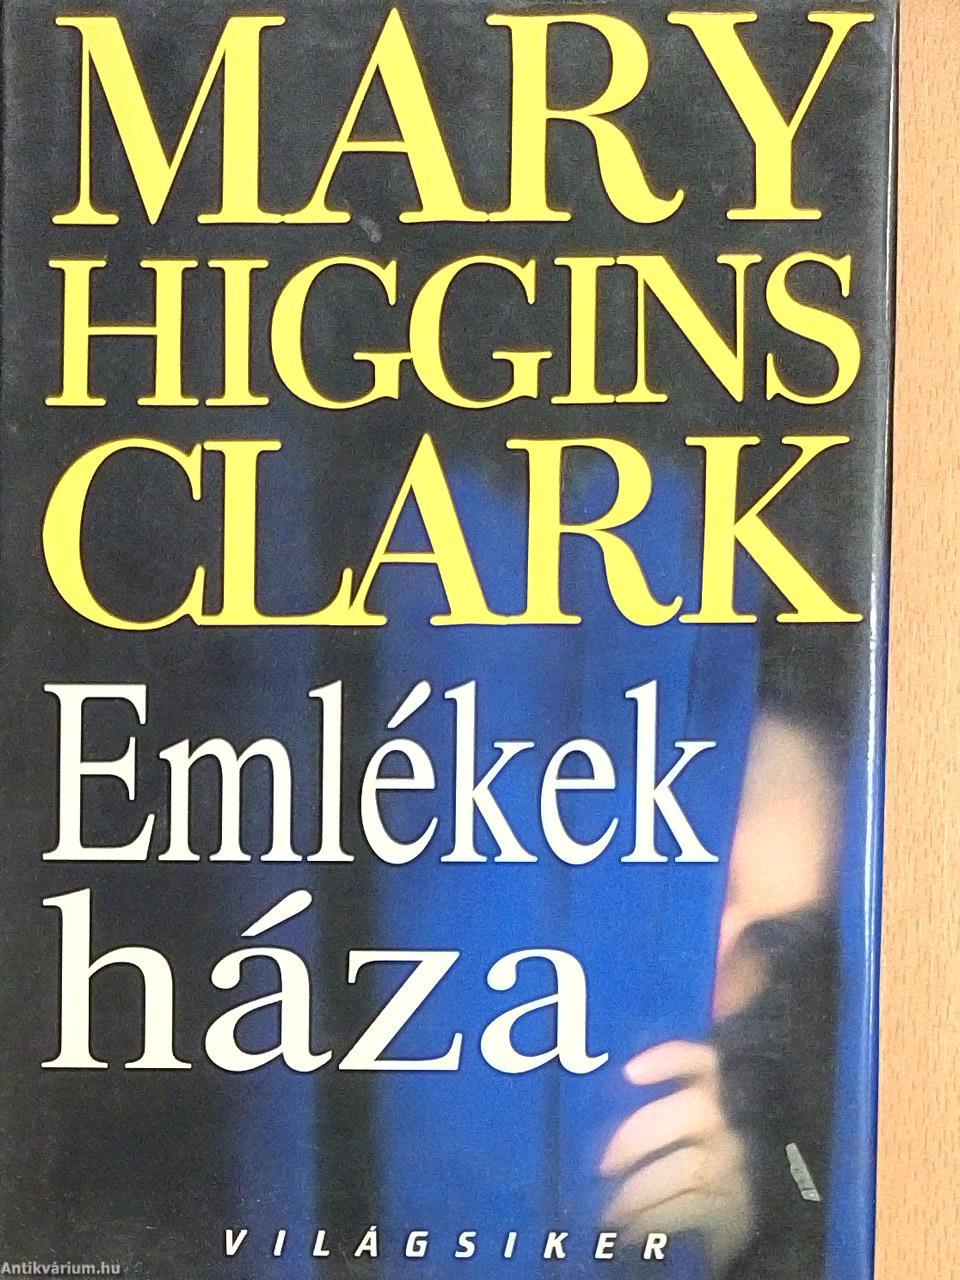 MARY
HIGGINS
CLARK
Emlékek
háza
VILÁGSIKER
Antikvárium.hu